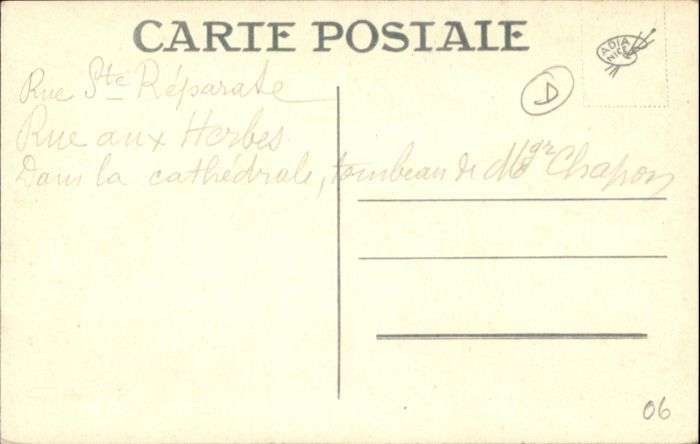 CARTE POSTALE
ADIA
NICE
D
Rue Ste Réparate
Rue aux Herbes
Dans la cathédrale, tombeau de Mgr Chapon
06